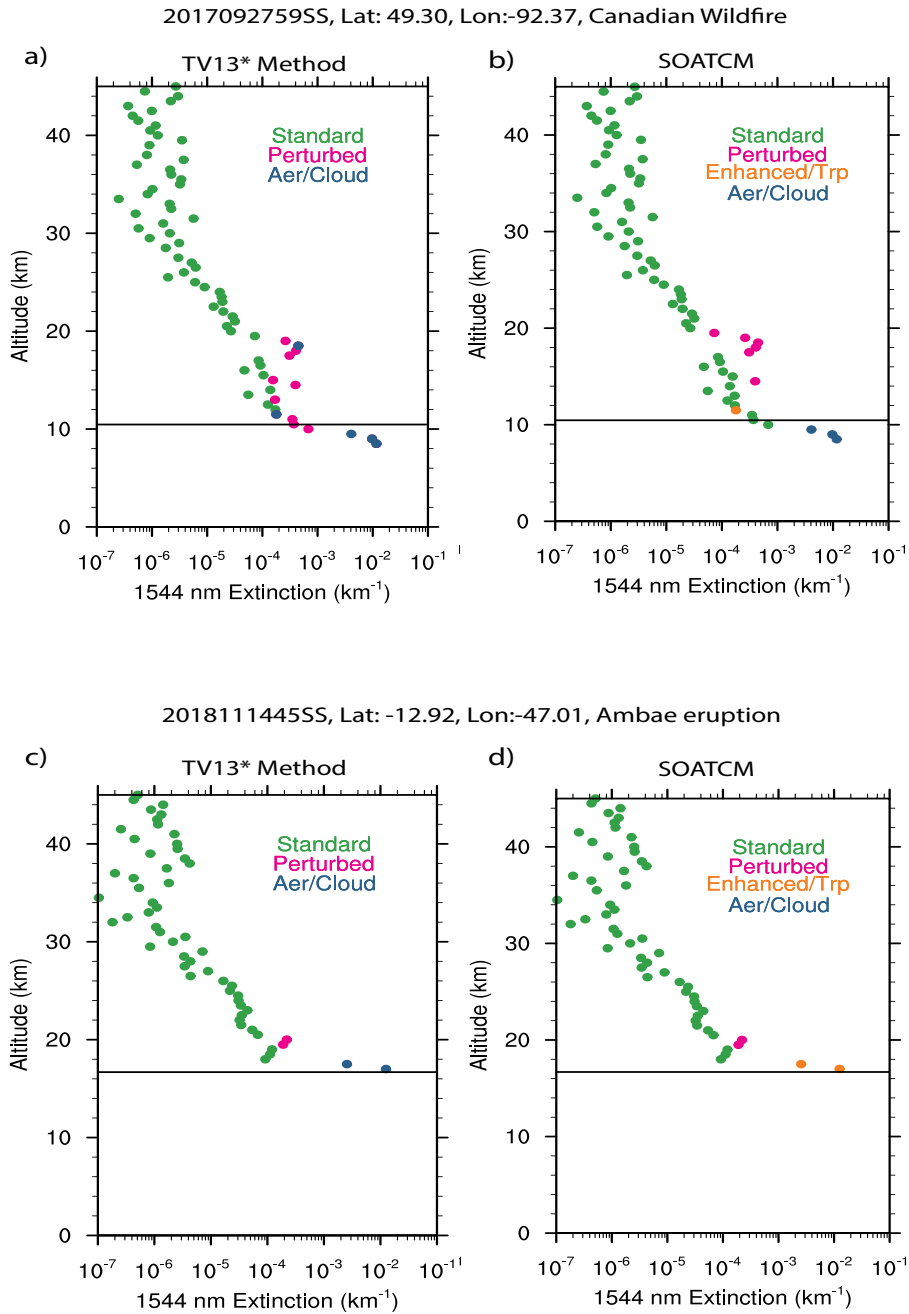 2017092759SS, Lat: 49.30, Lon:-92.37, Canadian Wildfire
a)
TV13* Method
Standard
Perturbed
Aer/Cloud
Altitude (km)
40
30
20
10
0
10⁻⁷ 10⁻⁶ 10⁻⁵ 10⁻⁴ 10⁻³ 10⁻² 10⁻¹
1544 nm Extinction (km⁻¹)
b)
SOATCM
Standard
Perturbed
Enhanced/Trp
Aer/Cloud
Altitude (km)
40
30
20
10
0
10⁻⁷ 10⁻⁶ 10⁻⁵ 10⁻⁴ 10⁻³ 10⁻² 10⁻¹
1544 nm Extinction (km⁻¹)
2018111445SS, Lat: -12.92, Lon:-47.01, Ambae eruption
c)
TV13* Method
Standard
Perturbed
Aer/Cloud
Altitude (km)
40
30
20
10
0
10⁻⁷ 10⁻⁶ 10⁻⁵ 10⁻⁴ 10⁻³ 10⁻² 10⁻¹¹
1544 nm Extinction (km⁻¹)
d)
SOATCM
Standard
Perturbed
Enhanced/Trp
Aer/Cloud
Altitude (km)
40
30
20
10
0
10⁻⁷ 10⁻⁶ 10⁻⁵ 10⁻⁴ 10⁻³ 10⁻² 10⁻¹
1544 nm Extinction (km⁻¹)